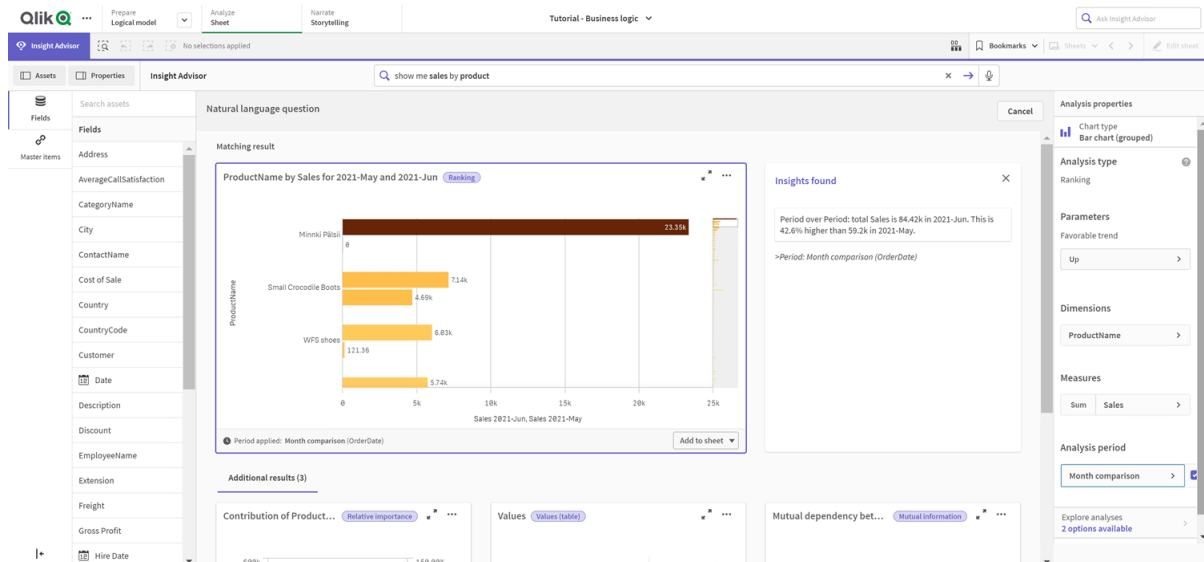 Qlik
Prepare
Logical model
Analyze
Sheet
Narrate
Storytelling
Tutorial - Business logic
Ask Insight Advisor
Insight Advisor
No selections applied
Bookmarks
Sheets
Edit sheet
Assets
Properties
Insight Advisor
show me sales by product
Fields
Master items
Search assets
Fields
Address
AverageCallSatisfaction
CategoryName
City
ContactName
Cost of Sale
Country
CountryCode
Customer
Date
Description
Discount
EmployeeName
Extension
Freight
Gross Profit
Hire Date
Natural language question
Cancel
Matching result
ProductName by Sales for 2021-May and 2021-Jun
Ranking
ProductName
Minnki Pälsii
23.35k
0
Small Crocodile Boots
7.14k
4.69k
WFS shoes
6.03k
121.36
5.74k
0
5k
10k
15k
20k
25k
Sales 2021-Jun, Sales 2021-May
Period applied: Month comparison (OrderDate)
Add to sheet
Insights found
Period over Period: total Sales is 84.42k in 2021-Jun. This is
42.6% higher than 59.2k in 2021-May.
>Period: Month comparison (OrderDate)
Additional results (3)
Contribution of Product...
Relative importance
Values
Values (table)
Mutual dependency bet...
Mutual information
Analysis properties
Chart type
Bar chart (grouped)
Analysis type
Ranking
Parameters
Favorable trend
Up
Dimensions
ProductName
Measures
Sum
Sales
Analysis period
Month comparison
Explore analyses
2 options available